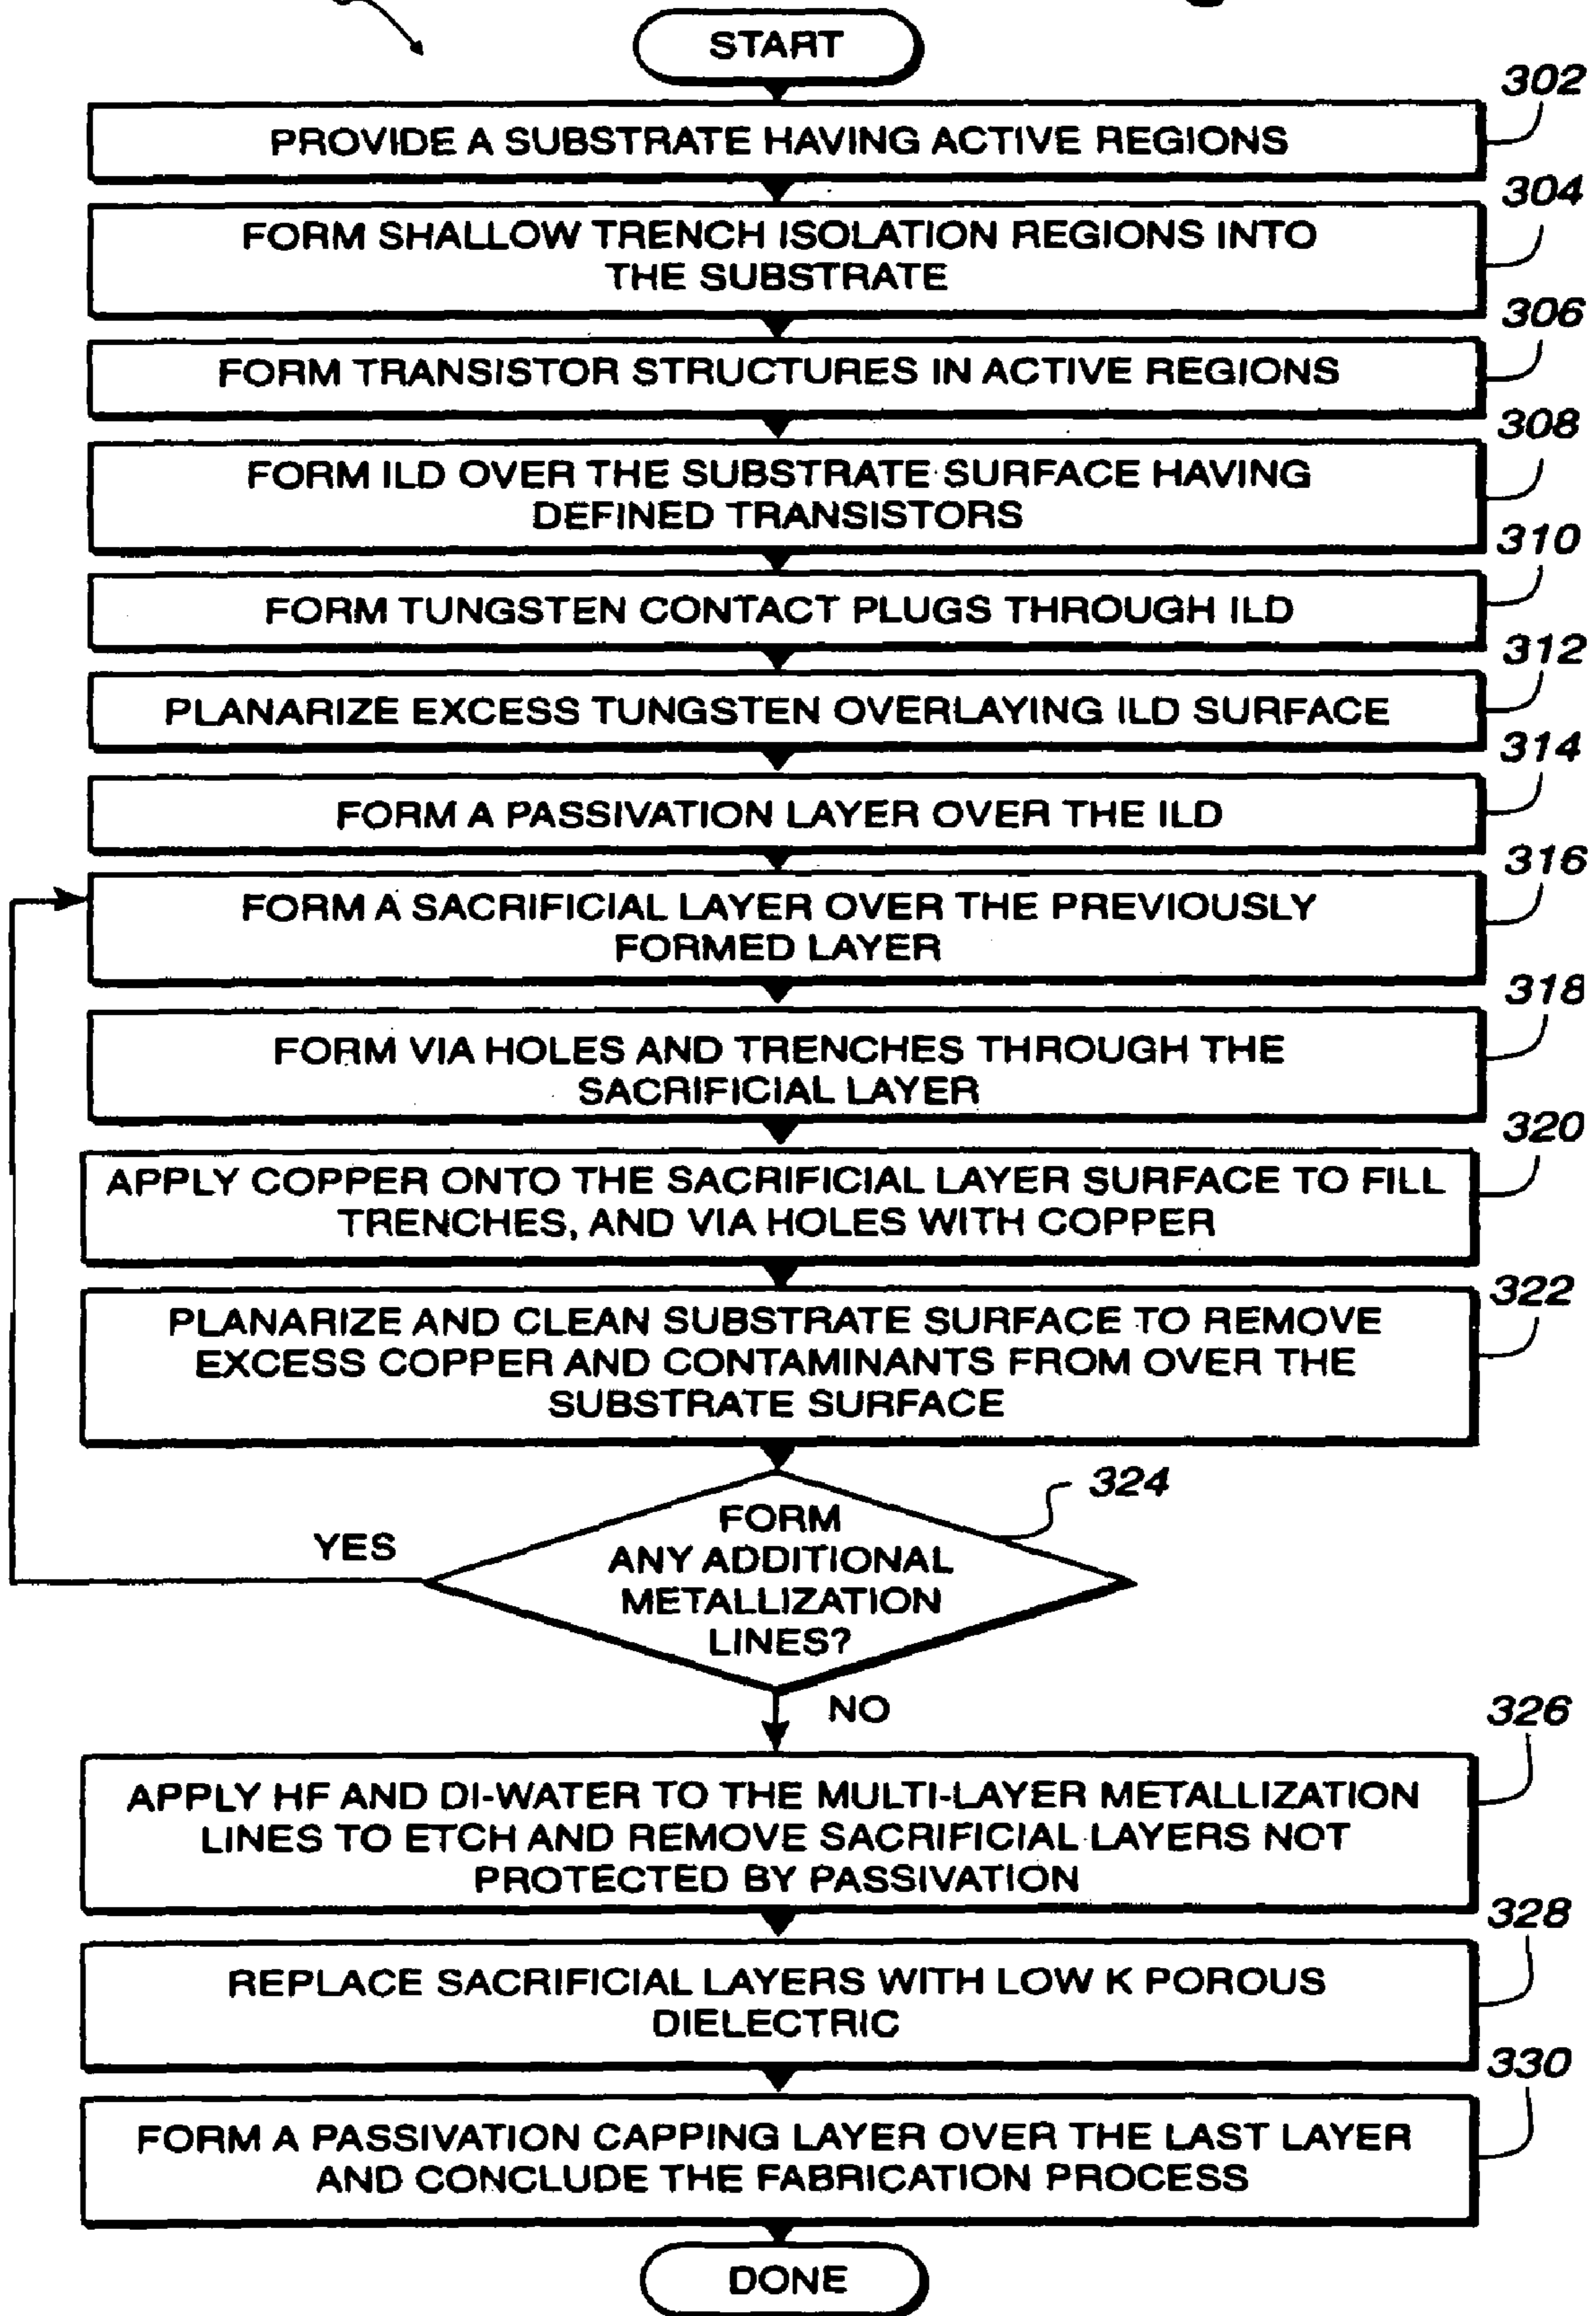 START
302
PROVIDE A SUBSTRATE HAVING ACTIVE REGIONS
304
FORM SHALLOW TRENCH ISOLATION REGIONS INTO
THE SUBSTRATE
306
FORM TRANSISTOR STRUCTURES IN ACTIVE REGIONS
308
FORM ILD OVER THE SUBSTRATE SURFACE HAVING
DEFINED TRANSISTORS
310
FORM TUNGSTEN CONTACT PLUGS THROUGH ILD
312
PLANARIZE EXCESS TUNGSTEN OVERLAYING ILD SURFACE
314
FORM A PASSIVATION LAYER OVER THE ILD
316
FORM A SACRIFICIAL LAYER OVER THE PREVIOUSLY
FORMED LAYER
318
FORM VIA HOLES AND TRENCHES THROUGH THE
SACRIFICIAL LAYER
320
APPLY COPPER ONTO THE SACRIFICIAL LAYER SURFACE TO FILL
TRENCHES, AND VIA HOLES WITH COPPER
322
PLANARIZE AND CLEAN SUBSTRATE SURFACE TO REMOVE
EXCESS COPPER AND CONTAMINANTS FROM OVER THE
SUBSTRATE SURFACE
324
FORM
ANY ADDITIONAL
METALLIZATION
LINES?
YES
NO
326
APPLY HF AND DI-WATER TO THE MULTI-LAYER METALLIZATION
LINES TO ETCH AND REMOVE SACRIFICIAL LAYERS NOT
PROTECTED BY PASSIVATION
328
REPLACE SACRIFICIAL LAYERS WITH LOW K POROUS
DIELECTRIC
330
FORM A PASSIVATION CAPPING LAYER OVER THE LAST LAYER
AND CONCLUDE THE FABRICATION PROCESS
DONE